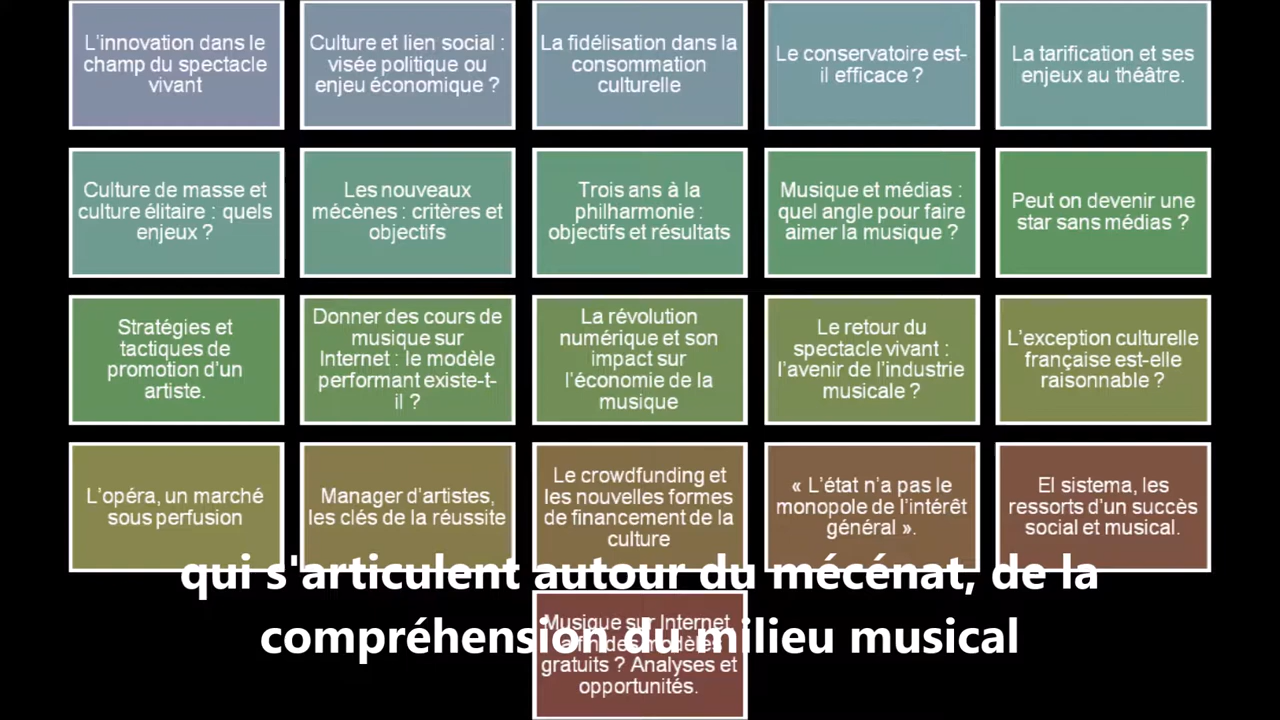 L'innovation dans le
champ du spectacle
vivant
Culture et lien social :
visée politique ou
enjeu économique ?
La fidélisation dans la
consommation
culturelle
Le conservatoire est-
il efficace ?
La tarification et ses
enjeux au théâtre.
Culture de masse et
culture élitaire : quels
enjeux ?
Les nouveaux
mécènes : critères et
objectifs
Trois ans à la
philharmonie :
objectifs et résultats
Musique et médias :
quel angle pour faire
aimer la musique ?
Peut on devenir une
star sans médias ?
Stratégies et
tactiques de
promotion d'un
artiste.
Donner des cours de
musique sur
Internet : le modèle
performant existe-t-
il ?
La révolution
numérique et son
impact sur
l'économie de la
musique
Le retour du
spectacle vivant :
l'avenir de l'industrie
musicale ?
L'exception culturelle
française est-elle
raisonnable ?
L'opéra, un marché
sous perfusion
Manager d'artistes,
les clés de la réussite
Le crowdfunding et
les nouvelles formes
de financement de la
culture
« L'état n'a pas le
monopole de l'intérêt
général ».
El sistema, les
ressorts d'un succès
social et musical.
Musique sur Internet,
la fin des modèles
gratuits ? Analyses et
opportunités.
qui s'articulent autour du mécénat, de la
compréhension du milieu musical